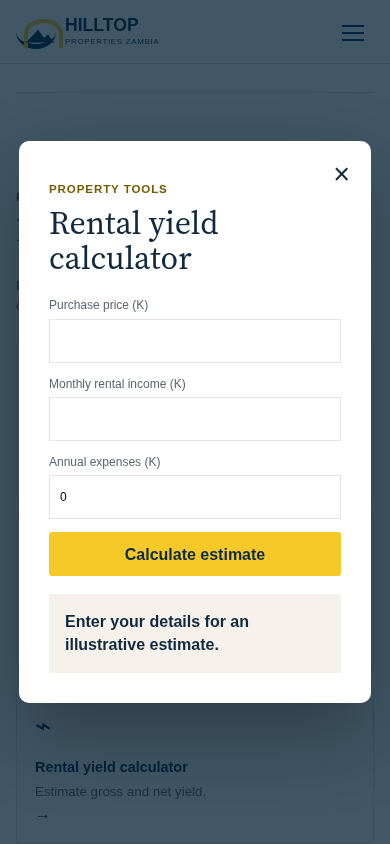 HILLTOP
PROPERTIES ZAMBIA
PROPERTY TOOLS
Rental yield
calculator
Purchase price (K)
Monthly rental income (K)
Annual expenses (K)
0
Calculate estimate
Enter your details for an
illustrative estimate.
Rental yield calculator
Estimate gross and net yield.
→